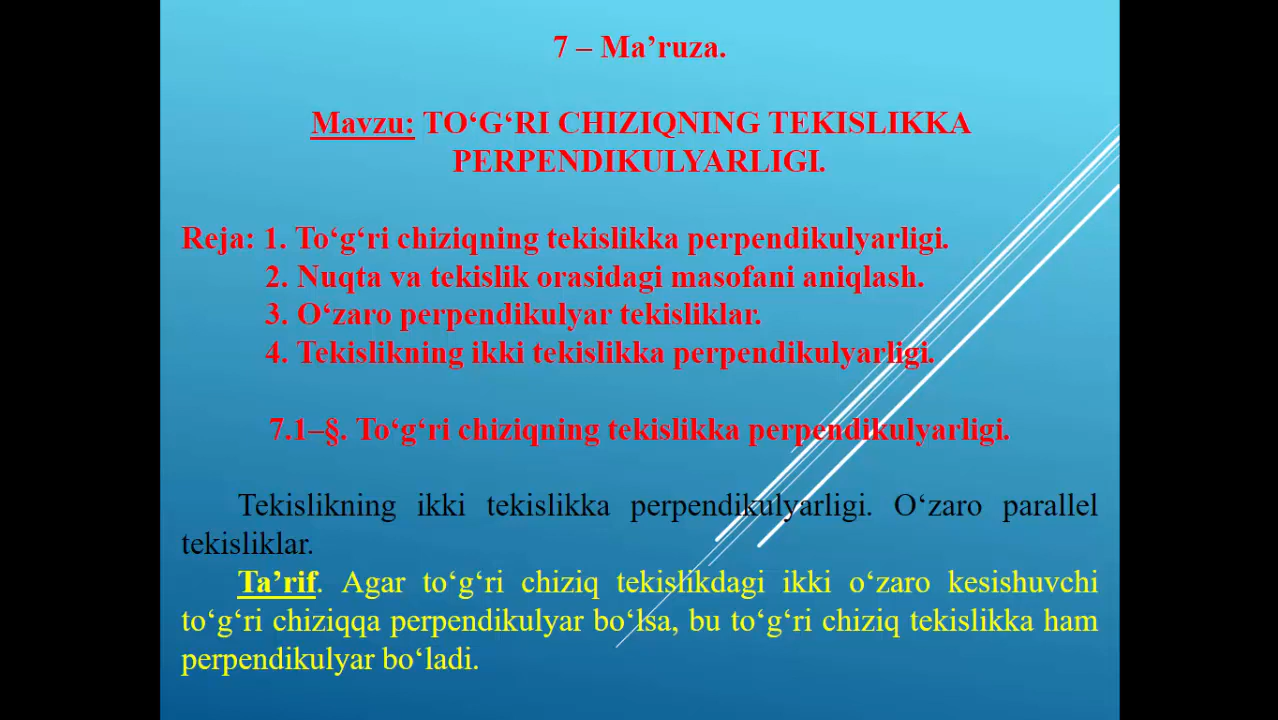 7 – Ma’ruza.
Mavzu: TO‘G‘RI CHIZIQNING TEKISLIKKA
PERPENDIKULYARLIGI.
Reja: 1. To‘g‘ri chiziqning tekislikka perpendikulyarligi.
2. Nuqta va tekislik orasidagi masofani aniqlash.
3. O‘zaro perpendikulyar tekisliklar.
4. Tekislikning ikki tekislikka perpendikulyarligi.
7.1–§. To‘g‘ri chiziqning tekislikka perpendikulyarligi.
Tekislikning ikki tekislikka perpendikulyarligi. O‘zaro parallel
tekisliklar.
Ta’rif. Agar to‘g‘ri chiziq tekislikdagi ikki o‘zaro kesishuvchi
to‘g‘ri chiziqqa perpendikulyar bo‘lsa, bu to‘g‘ri chiziq tekislikka ham
perpendikulyar bo‘ladi.